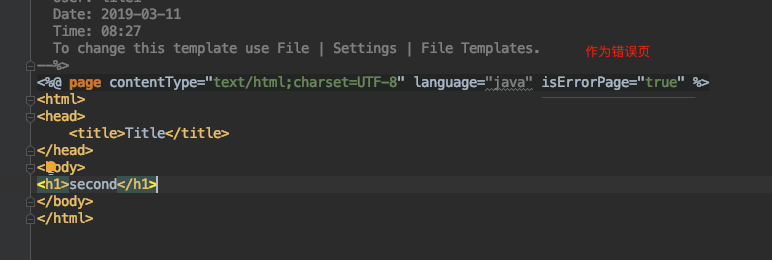 Date: 2019-03-11
Time: 08:27
To change this template use File | Settings | File Templates.
作为错误页
--%>
<%@ page contentType="text/html;charset=UTF-8" language="java" isErrorPage="true" %>
<html>
<head>
<title>Title</title>
</head>
<body>
<h1>second</h1>
</body>
</html>